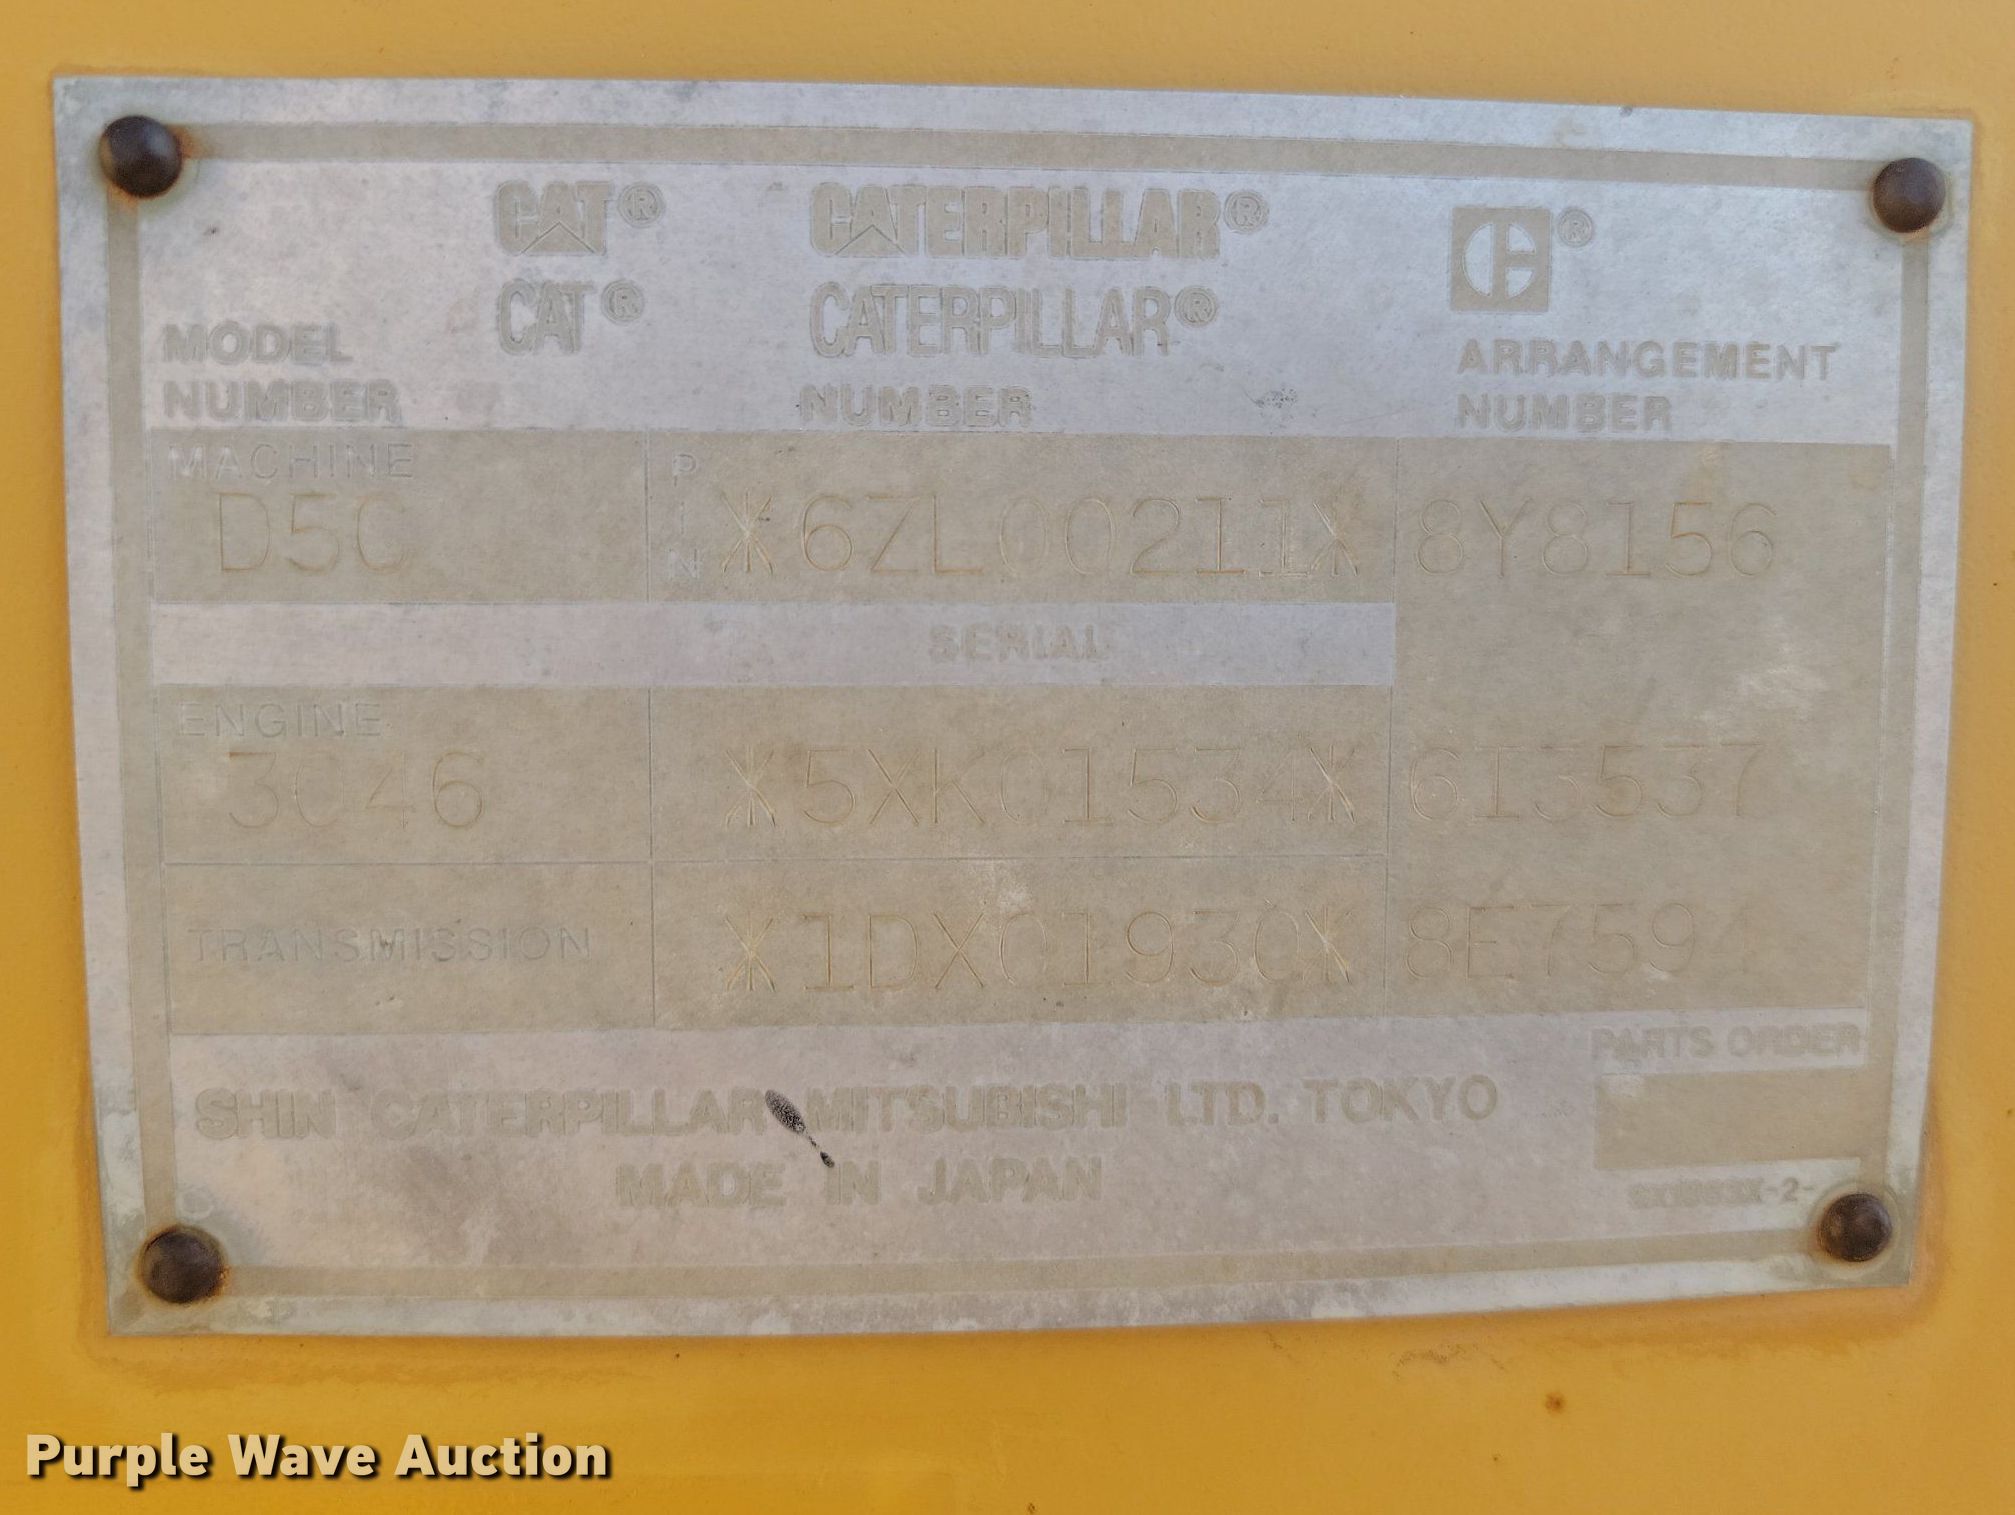 CAT® CATERPILLAR® ®
CAT® CATERPILLAR®
MODEL NUMBER NUMBER ARRANGEMENT NUMBER
MACHINE PIN
D5C *6ZL00211* 8Y8156
SERIAL
ENGINE
3046 *5XK01534* 6I3537
TRANSMISSION *1DX01930* 8E7594
PARTS ORDER
SHIN CATERPILLAR MITSUBISHI LTD. TOKYO
MADE IN JAPAN
Purple Wave Auction